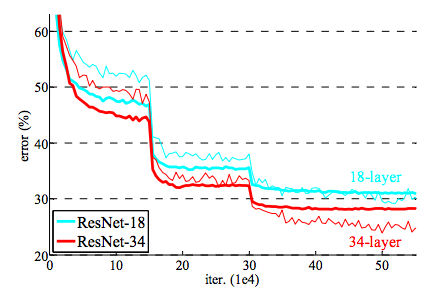 60
50
40
30
20
error (%)
18-layer
34-layer
ResNet-18
ResNet-34
0
10
20
30
40
50
iter. (1e4)